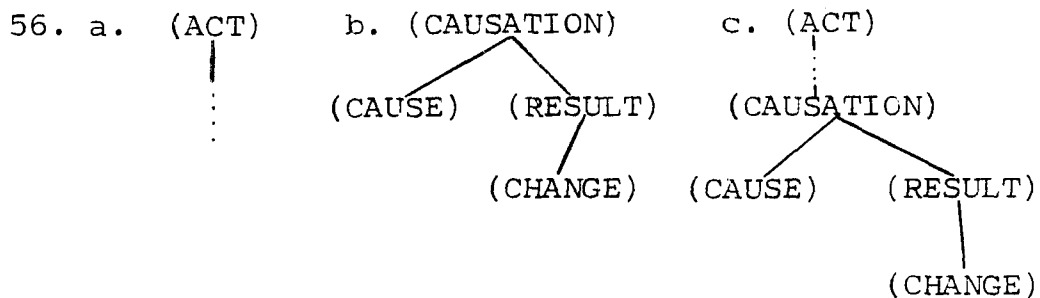 56. a. (ACT) b. (CAUSATION) c. (ACT)
(CAUSE) (RESULT) (CAUSATION)
(CHANGE) (CAUSE) (RESULT)
(CHANGE)